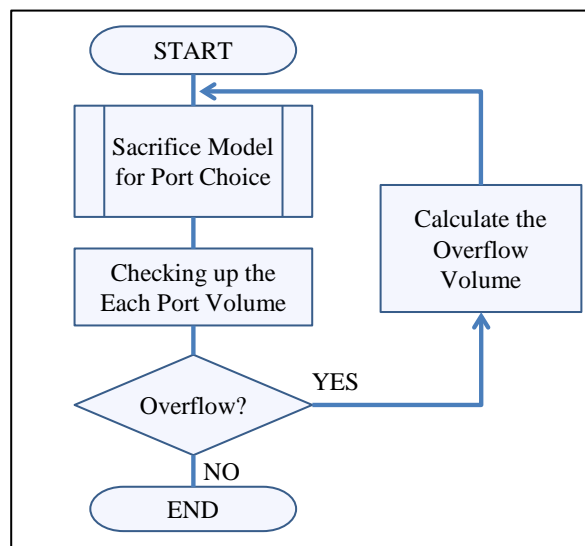 START
Sacrifice Model
for Port Choice
Checking up the
Each Port Volume
Overflow?
YES
Calculate the
Overflow
Volume
NO
END